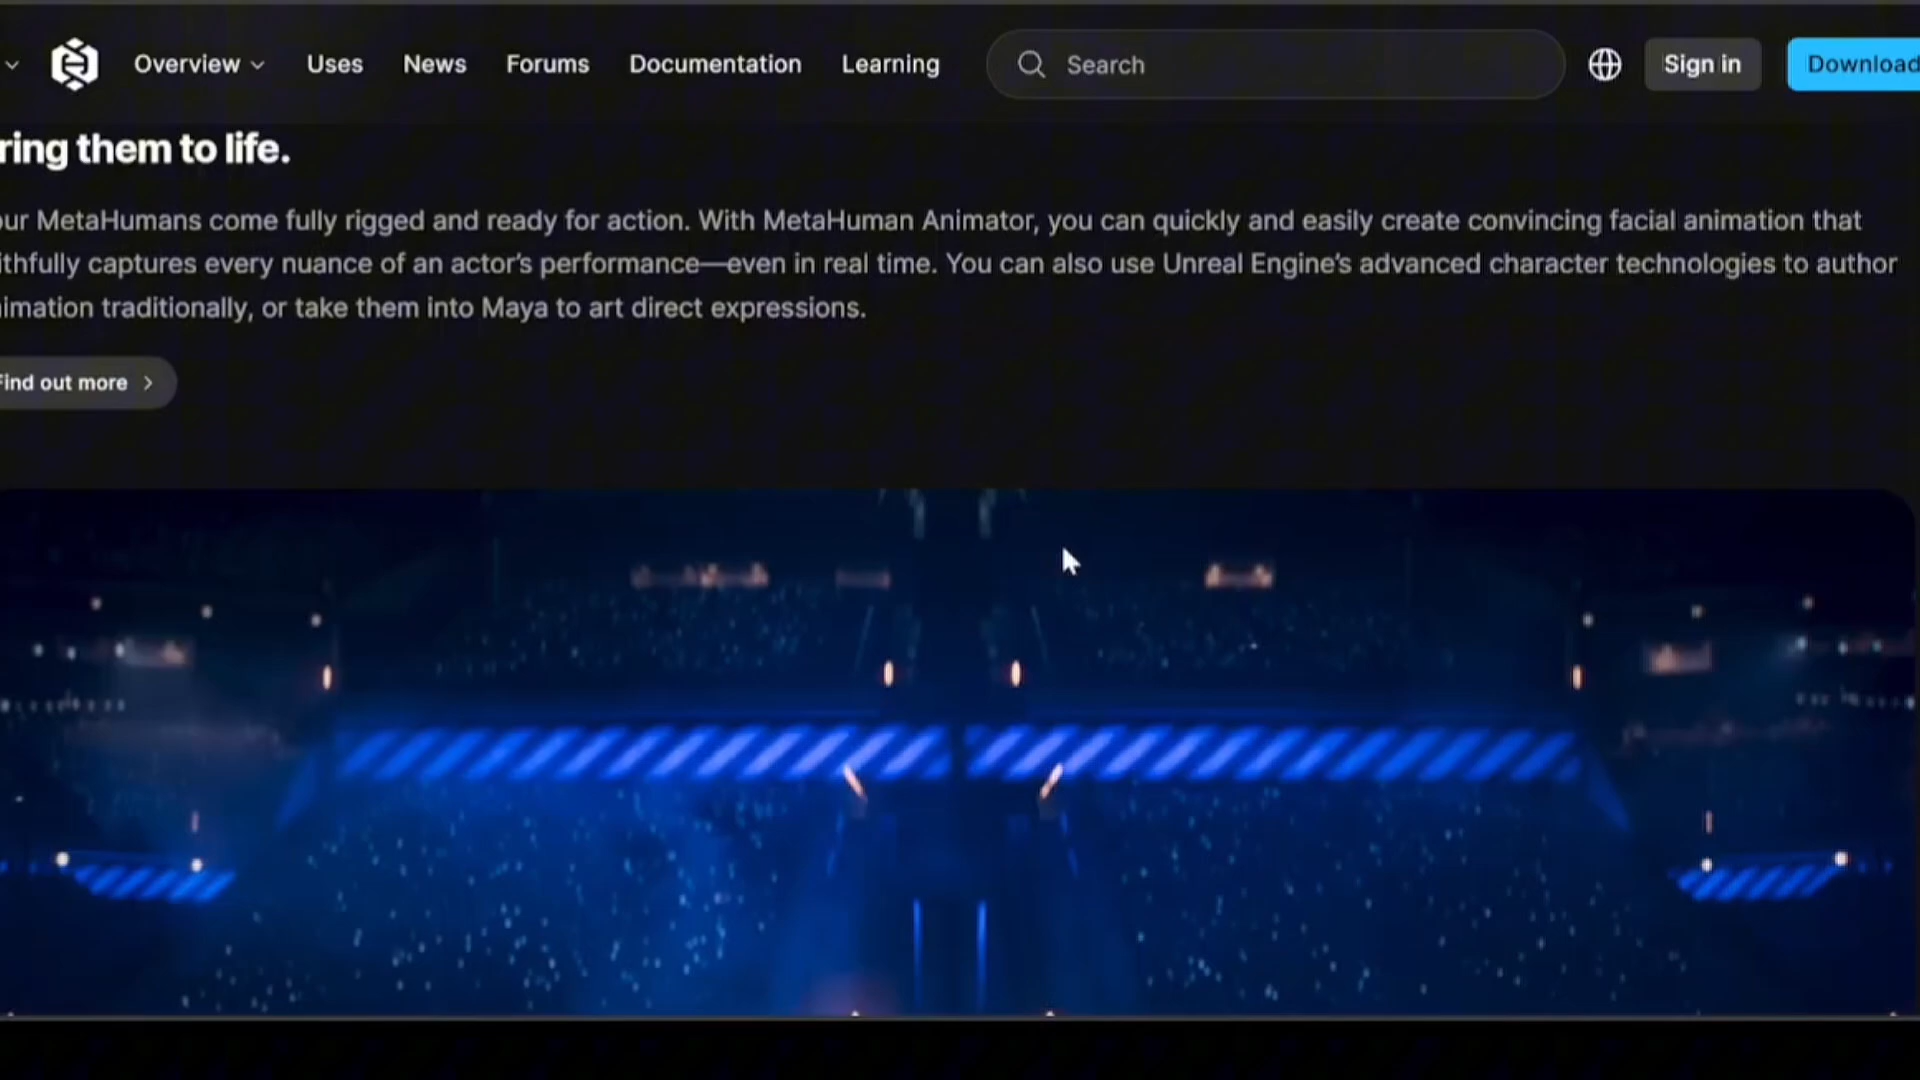 Overview
Uses
News
Forums
Documentation
Learning
Search
Sign in
Download
ring them to life.
our MetaHumans come fully rigged and ready for action. With MetaHuman Animator, you can quickly and easily create convincing facial animation that
ithfully captures every nuance of an actor's performance—even in real time. You can also use Unreal Engine's advanced character technologies to author
imation traditionally, or take them into Maya to art direct expressions.
Find out more